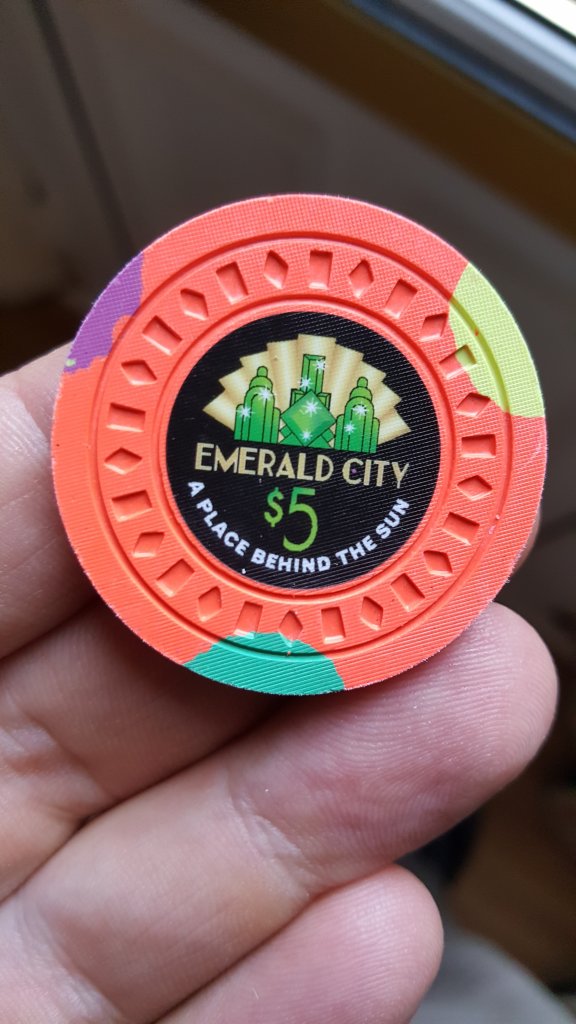 EMERALD CITY
$5
A PLACE BEHIND THE SUN